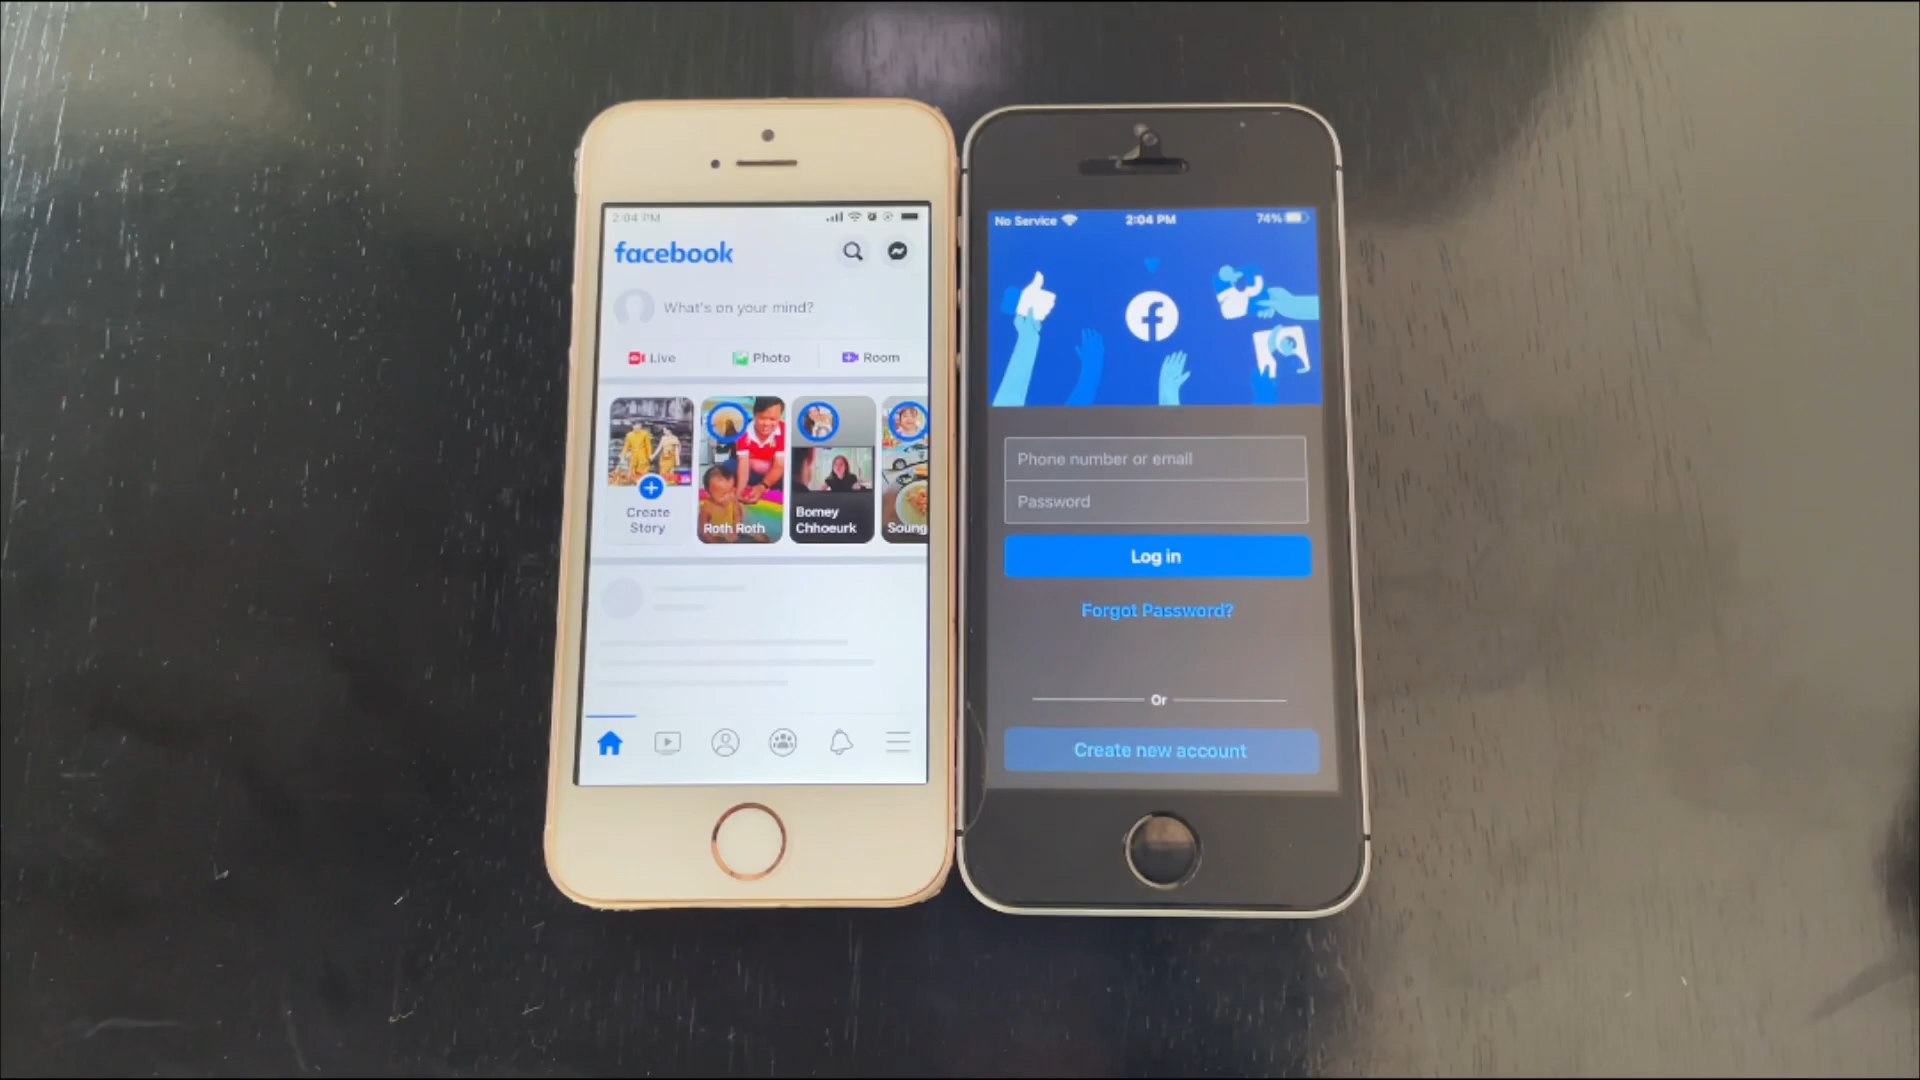 2:04 PM
facebook
What's on your mind?
Live
Photo
Room
Create
Story
Roth Roth
Bomey
Chhoeurk
Soung
No Service
2:04 PM
74%
Phone number or email
Password
Log in
Forgot Password?
Or
Create new account